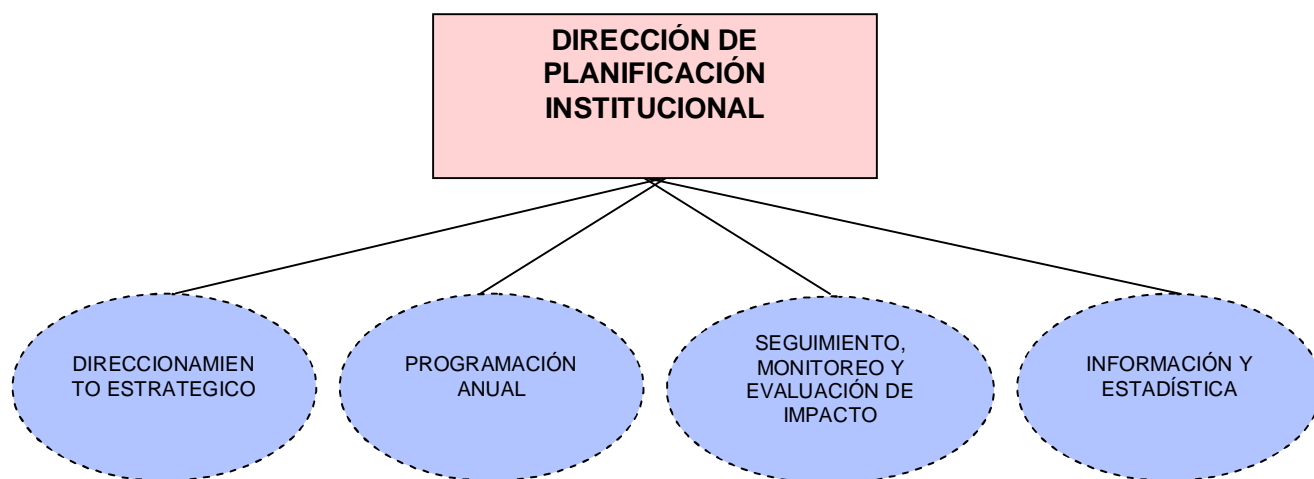 DIRECCIÓN DE
PLANIFICACIÓN
INSTITUCIONAL
DIRECCIONAMIEN
TO ESTRATEGICO
PROGRAMACIÓN
ANUAL
SEGUIMIENTO,
MONITOREO Y
EVALUACIÓN DE
IMPACTO
INFORMACIÓN Y
ESTADÍSTICA